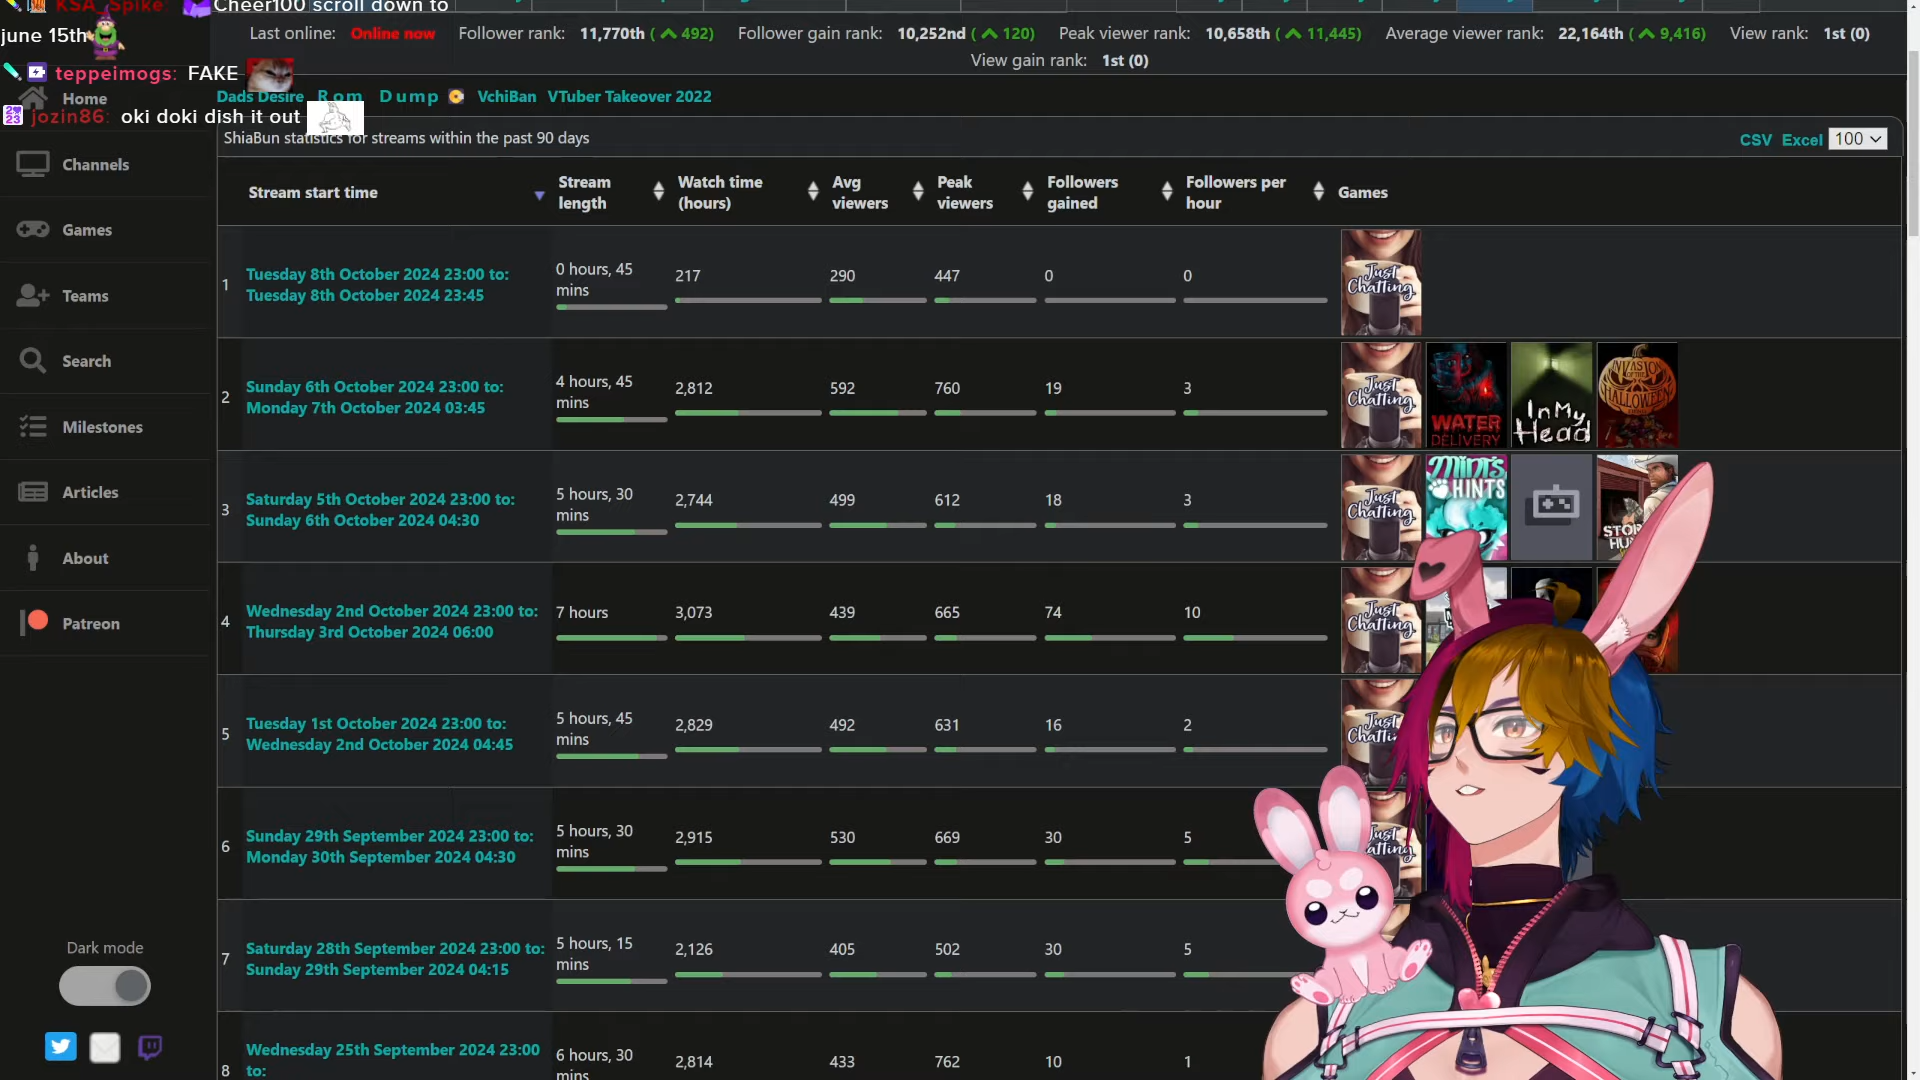 KSA_Spike: Cheer100 scroll down to
june 15th
teppeimogs: FAKE
jozin86: oki doki dish it out
Last online: Online now Follower rank: 11,770th ( 492) Follower gain rank: 10,252nd ( 120) Peak viewer rank: 10,658th ( 11,445) Average viewer rank: 22,164th ( 9,416) View rank: 1st (0)
View gain rank: 1st (0)
Home
Channels
Games
Teams
Search
Milestones
Articles
About
Patreon
Dark mode
Dads Desire Rom Dump VchiBan VTuber Takeover 2022
ShiaBun statistics for streams within the past 90 days
CSV Excel 100
Stream start time Stream length Watch time (hours) Avg viewers Peak viewers Followers gained Followers per hour Games
1 Tuesday 8th October 2024 23:00 to: Tuesday 8th October 2024 23:45 0 hours, 45 mins 217 290 447 0 0
Just Chatting
2 Sunday 6th October 2024 23:00 to: Monday 7th October 2024 03:45 4 hours, 45 mins 2,812 592 760 19 3
Just Chatting
WATER DELIVERY
In My Head
INVASION OF THE HALLOWEEN
3 Saturday 5th October 2024 23:00 to: Sunday 6th October 2024 04:30 5 hours, 30 mins 2,744 499 612 18 3
Just Chatting
MINT'S HINTS
4 Wednesday 2nd October 2024 23:00 to: Thursday 3rd October 2024 06:00 7 hours 3,073 439 665 74 10
Just Chatting
5 Tuesday 1st October 2024 23:00 to: Wednesday 2nd October 2024 04:45 5 hours, 45 mins 2,829 492 631 16 2
Just
6 Sunday 29th September 2024 23:00 to: Monday 30th September 2024 04:30 5 hours, 30 mins 2,915 530 669 30 5
7 Saturday 28th September 2024 23:00 to: Sunday 29th September 2024 04:15 5 hours, 15 mins 2,126 405 502 30 5
8 Wednesday 25th September 2024 23:00 to: 6 hours, 30 mins 2,814 433 762 10 1